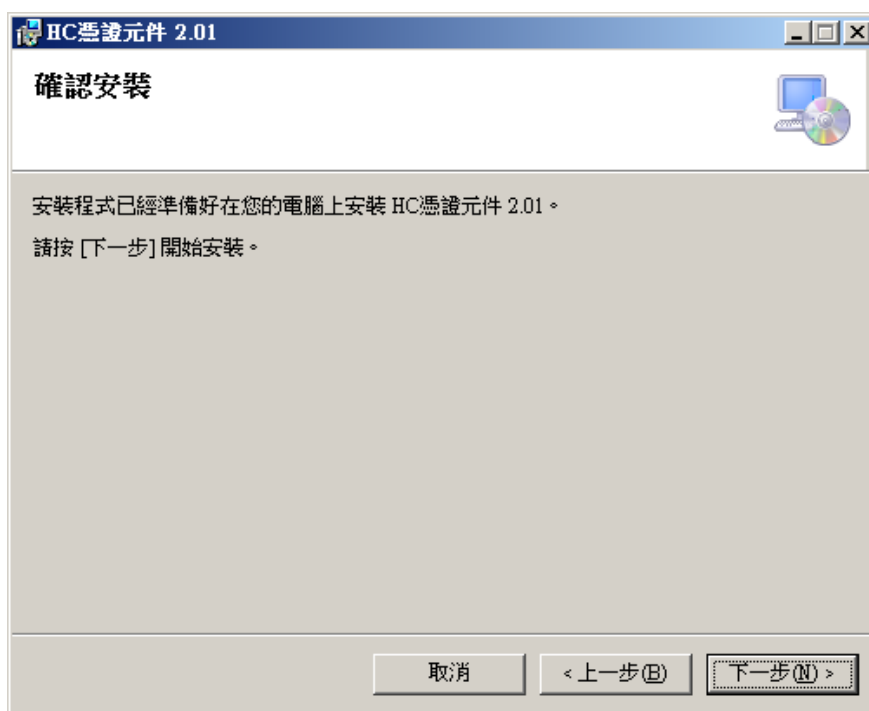 HC憑證元件 2.01
確認安裝
安裝程式已經準備好在您的電腦上安裝 HC憑證元件 2.01。
請按 [下一步] 開始安裝。
取消
<上一步(B)
下一步(N)>